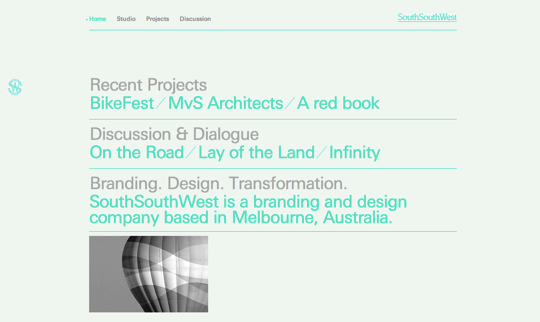 Home Studio Projects Discussion
SouthSouthWest
Recent Projects
BikeFest / MvS Architects / A red book
Discussion & Dialogue
On the Road / Lay of the Land / Infinity
Branding. Design. Transformation.
SouthSouthWest is a branding and design
company based in Melbourne, Australia.